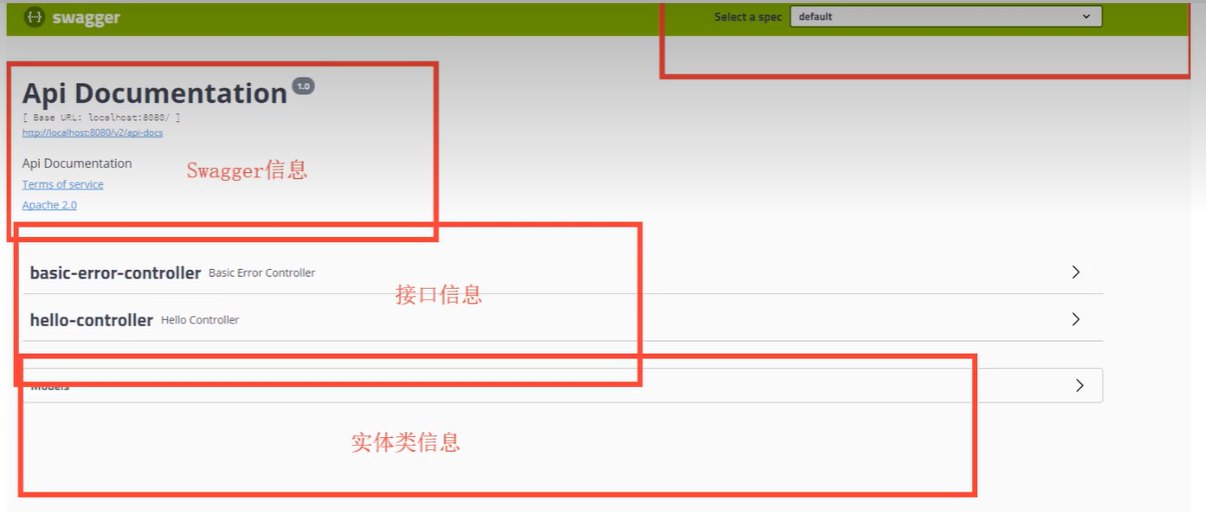 swagger
Select a spec default
Api Documentation 1.0
[ Base URL: localhost:8080/ ]
http://localhost:8080/v2/api-docs
Api Documentation
Swagger信息
Terms of service
Apache 2.0
basic-error-controller Basic Error Controller
接口信息
hello-controller Hello Controller
Models
实体类信息